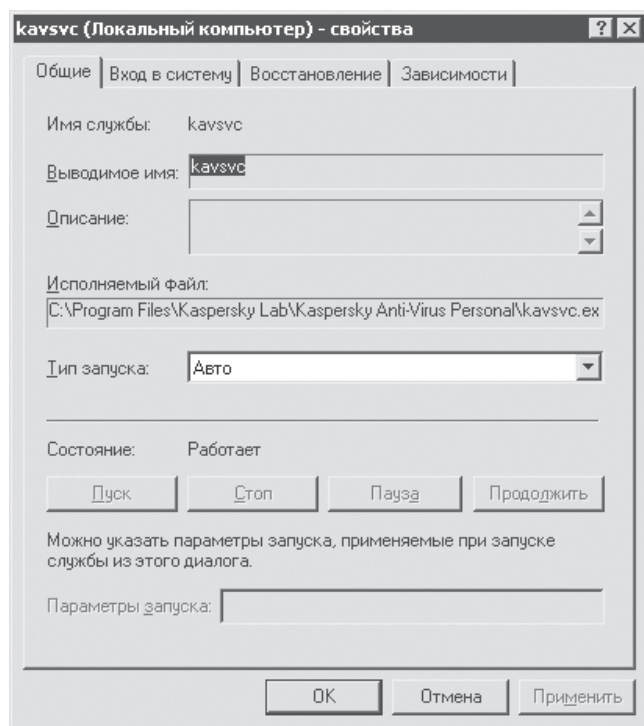 kavsvc (Локальный компьютер) - свойства
Общие Вход в систему Восстановление Зависимости
Имя службы: kavsvc
Выводимое имя: kavsvc
Описание:
Исполняемый файл:
C:\Program Files\Kaspersky Lab\Kaspersky Anti-Virus Personal\kavsvc.ex
Тип запуска: Авто
Состояние: Работает
Пуск Стоп Пауза Продолжить
Можно указать параметры запуска, применяемые при запуске
службы из этого диалога.
Параметры запуска:
OK Отмена Применить